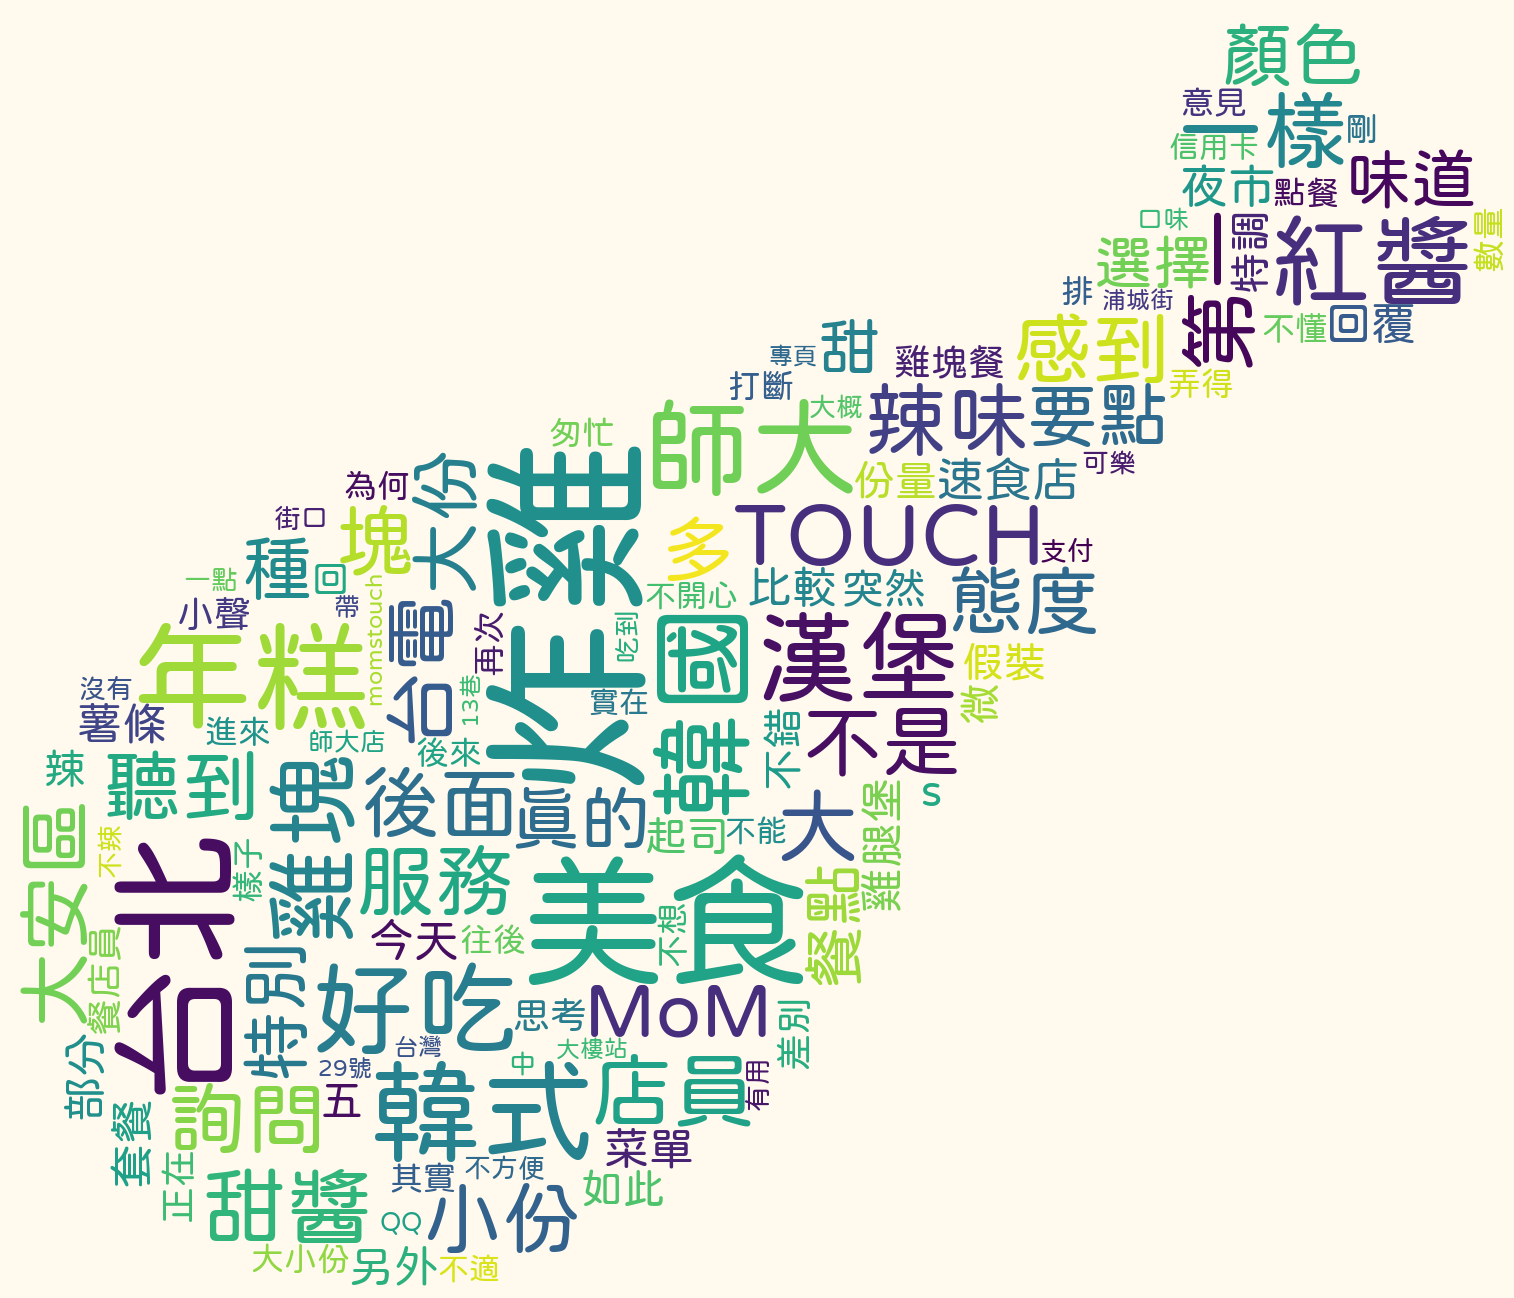 顏色
意見
一樣
剛
信用卡
夜市
點餐
味道
口味
選擇
第一
特調
紅醬
數量
排
浦城街
感到
不懂
回覆
專頁
甜
雞塊餐
弄得
打斷
大概
辣味
要點
匆忙
師大
份量
速食店
可樂
為何
大份
炸雞
街口
塊
多
TOUCH
支付
種
回
不開心
比較
突然
態度
一點
小聲
帶
momstouch
台電
再次
吃到
韓國
漢堡
假裝
年糕
沒有
薯條
進來
師大店
13巷
後來
實在
不錯
不是
微
辣
聽到
雞塊
後面
真的
起司
不能
大
雞腿堡
s
大安區
不辣
台北
樣子
服務
美食
不想
餐點
餐店員
今天
往後
特別
好吃
思考
MoM
差別
部分
台灣
中
大樓站
29號
五
韓式
店員
有用
詢問
套餐
菜單
正在
甜醬
其實
不方便
如此
QQ
小份
大小份
另外
不適